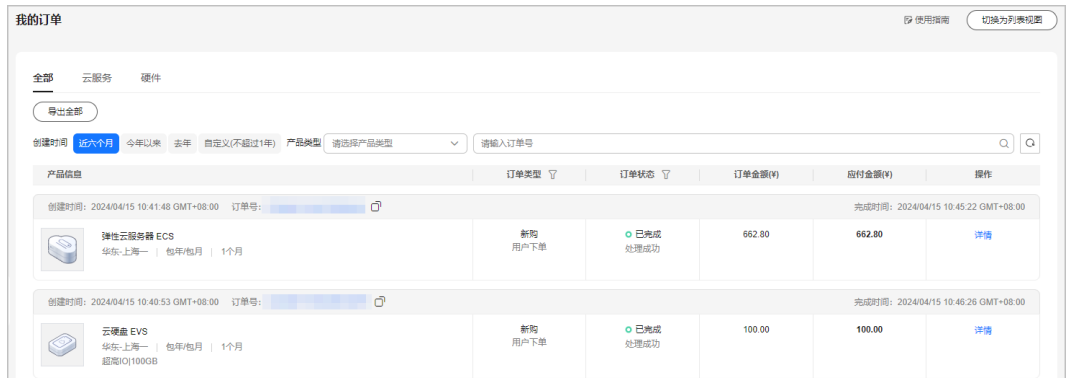 我的订单
使用指南
切换为列表视图
全部 云服务 硬件
导出全部
创建时间 近六个月 今年以来 去年 自定义(不超过1年) 产品类型 请选择产品类型 请输入订单号
产品信息 订单类型 订单状态 订单金额(¥) 应付金额(¥) 操作
创建时间: 2024/04/15 10:41:48 GMT+08:00 订单号: 完成时间: 2024/04/15 10:45:22 GMT+08:00
弹性云服务器 ECS 新购 已完成 662.80 662.80 详情
华东-上海一 | 包年/包月 | 1个月 用户下单 处理成功
创建时间: 2024/04/15 10:40:53 GMT+08:00 订单号: 完成时间: 2024/04/15 10:46:26 GMT+08:00
云硬盘 EVS 新购 已完成 100.00 100.00 详情
华东-上海一 | 包年/包月 | 1个月 用户下单 处理成功
超高IO|100GB